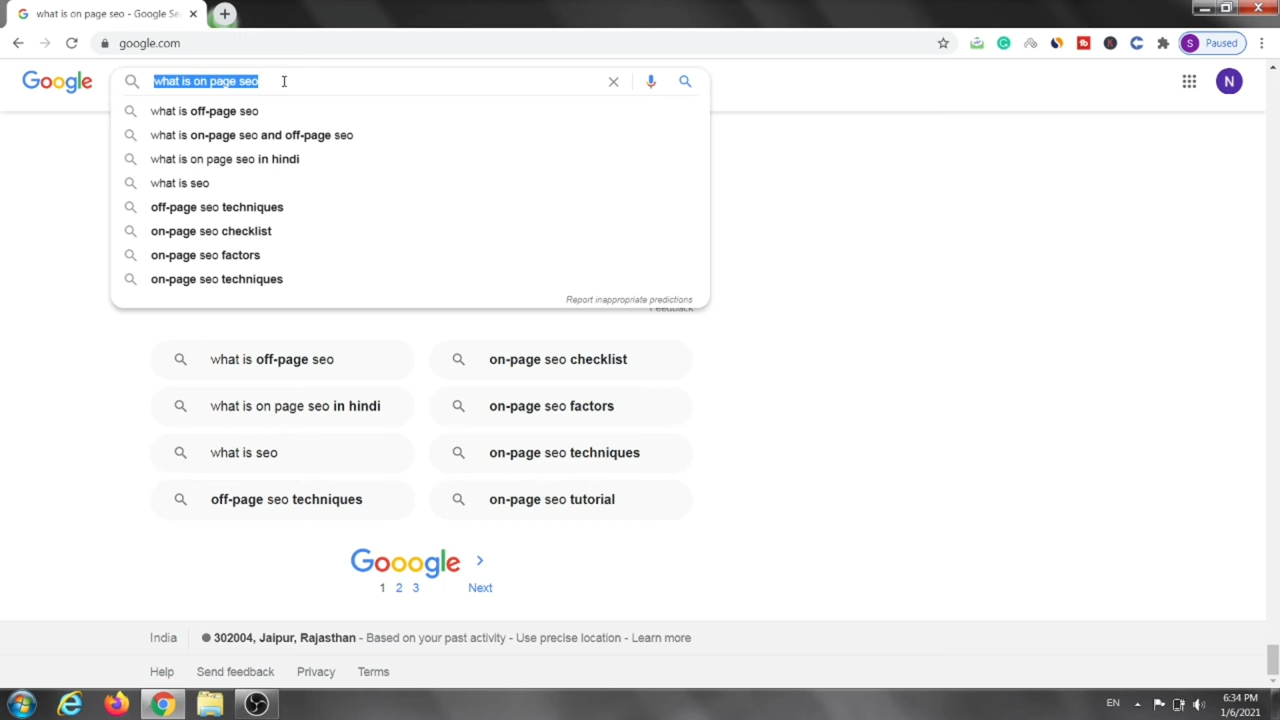 what is on page seo - Google Se
google.com
Paused
Google
what is on page seo
N
what is off-page seo
what is on-page seo and off-page seo
what is on page seo in hindi
what is seo
off-page seo techniques
on-page seo checklist
on-page seo factors
on-page seo techniques
Report inappropriate predictions
Feedback
what is off-page seo
on-page seo checklist
what is on page seo in hindi
on-page seo factors
what is seo
on-page seo techniques
off-page seo techniques
on-page seo tutorial
Gooogle
1 2 3 Next
India
302004, Jaipur, Rajasthan - Based on your past activity - Use precise location - Learn more
Help Send feedback Privacy Terms
EN
6:34 PM
1/6/2021